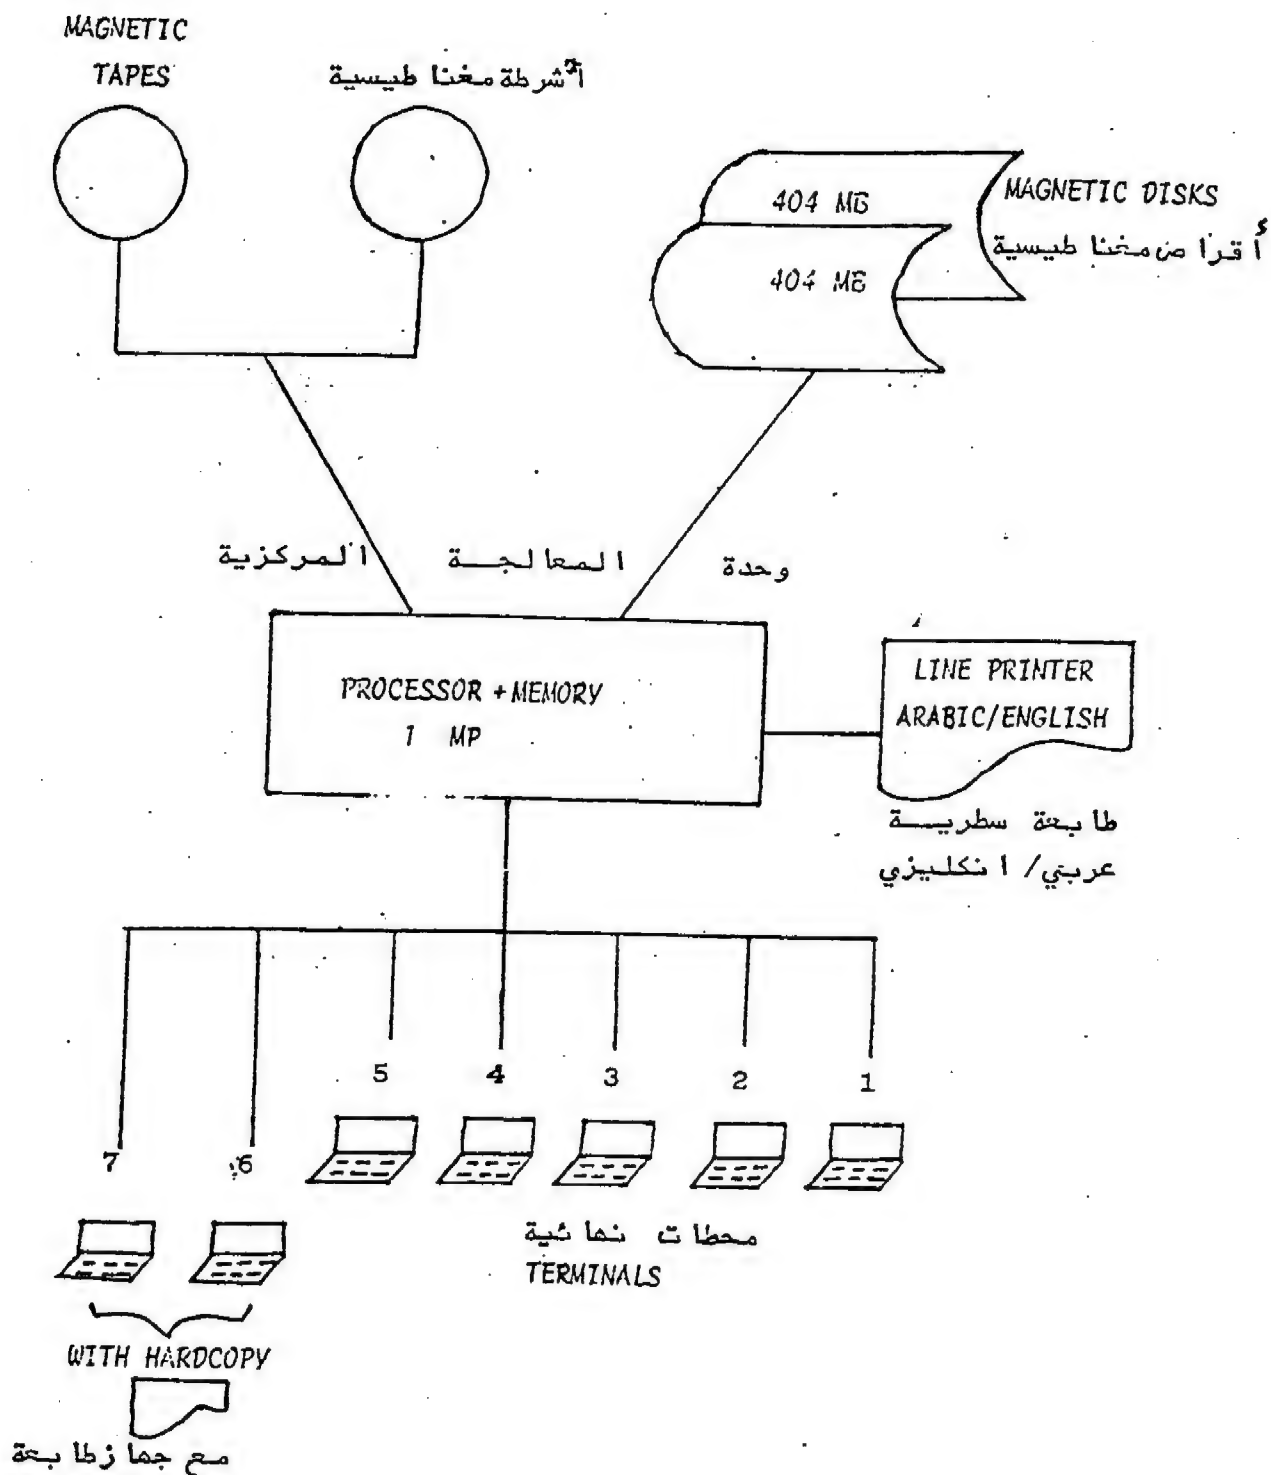 MAGNETIC
TAPES
أشرطة مغناطيسية
404 MB
404 MB
MAGNETIC DISKS
أقراص مغناطيسية
وحدة المعالجة المركزية
PROCESSOR + MEMORY
1 MP
LINE PRINTER
ARABIC/ENGLISH
طابعة سطرية
عربي/ انكليزي
5 4 3 2 1
7 6
محطات نهائية
TERMINALS
WITH HARDCOPY
مع جهاز طابعة